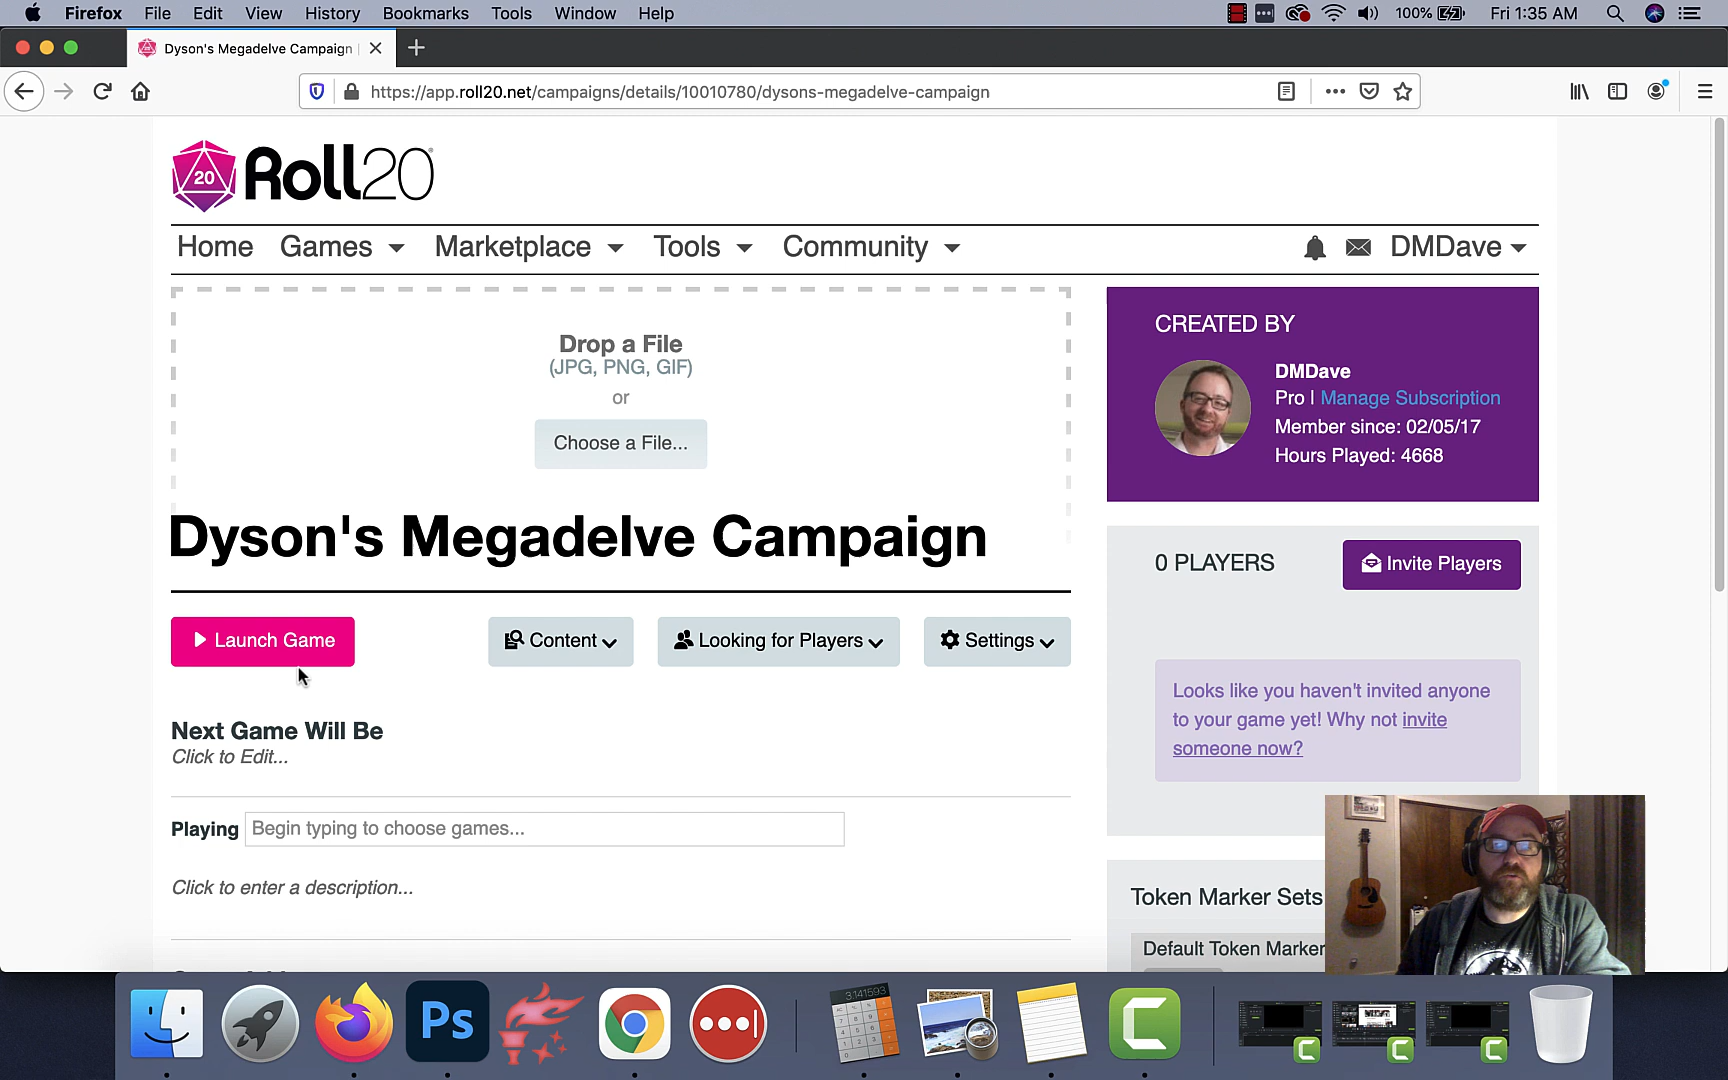 Firefox File Edit View History Bookmarks Tools Window Help 100% Fri 1:35 AM
Dyson's Megadelve Campaign |
https://app.roll20.net/campaigns/details/10010780/dysons-megadelve-campaign
20 Roll20
Home Games Marketplace Tools Community DMDave
Drop a File
(JPG, PNG, GIF)
or
Choose a File...
Dyson's Megadelve Campaign
Launch Game Content Looking for Players Settings
Next Game Will Be
Click to Edit...
Playing Begin typing to choose games...
Click to enter a description...
CREATED BY
DMDave
Pro | Manage Subscription
Member since: 02/05/17
Hours Played: 4668
0 PLAYERS Invite Players
Looks like you haven't invited anyone
to your game yet! Why not invite
someone now?
Token Marker Sets
Default Token Marker
Ps
3.141593